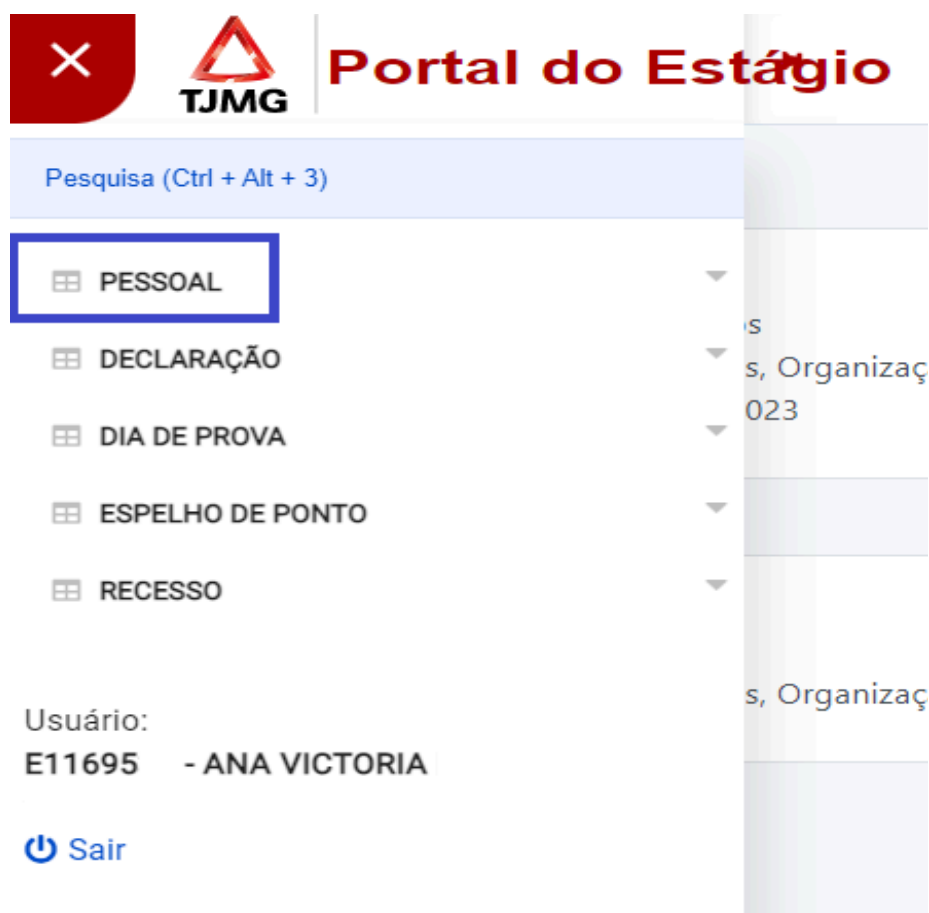 TJMG
Portal do Estágio
Pesquisa (Ctrl + Alt + 3)
PESSOAL
DECLARAÇÃO
DIA DE PROVA
ESPELHO DE PONTO
RECESSO
s, Organizaç
023
s, Organizaç
Usuário:
E11695 - ANA VICTORIA
Sair